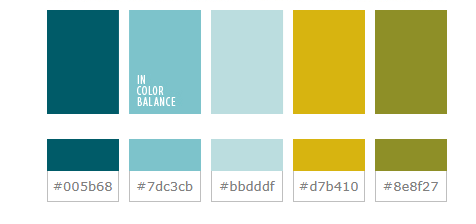 IN
COLOR
BALANCE
#005b68
#7dc3cb
#bbdddf
#d7b410
#8e8f27